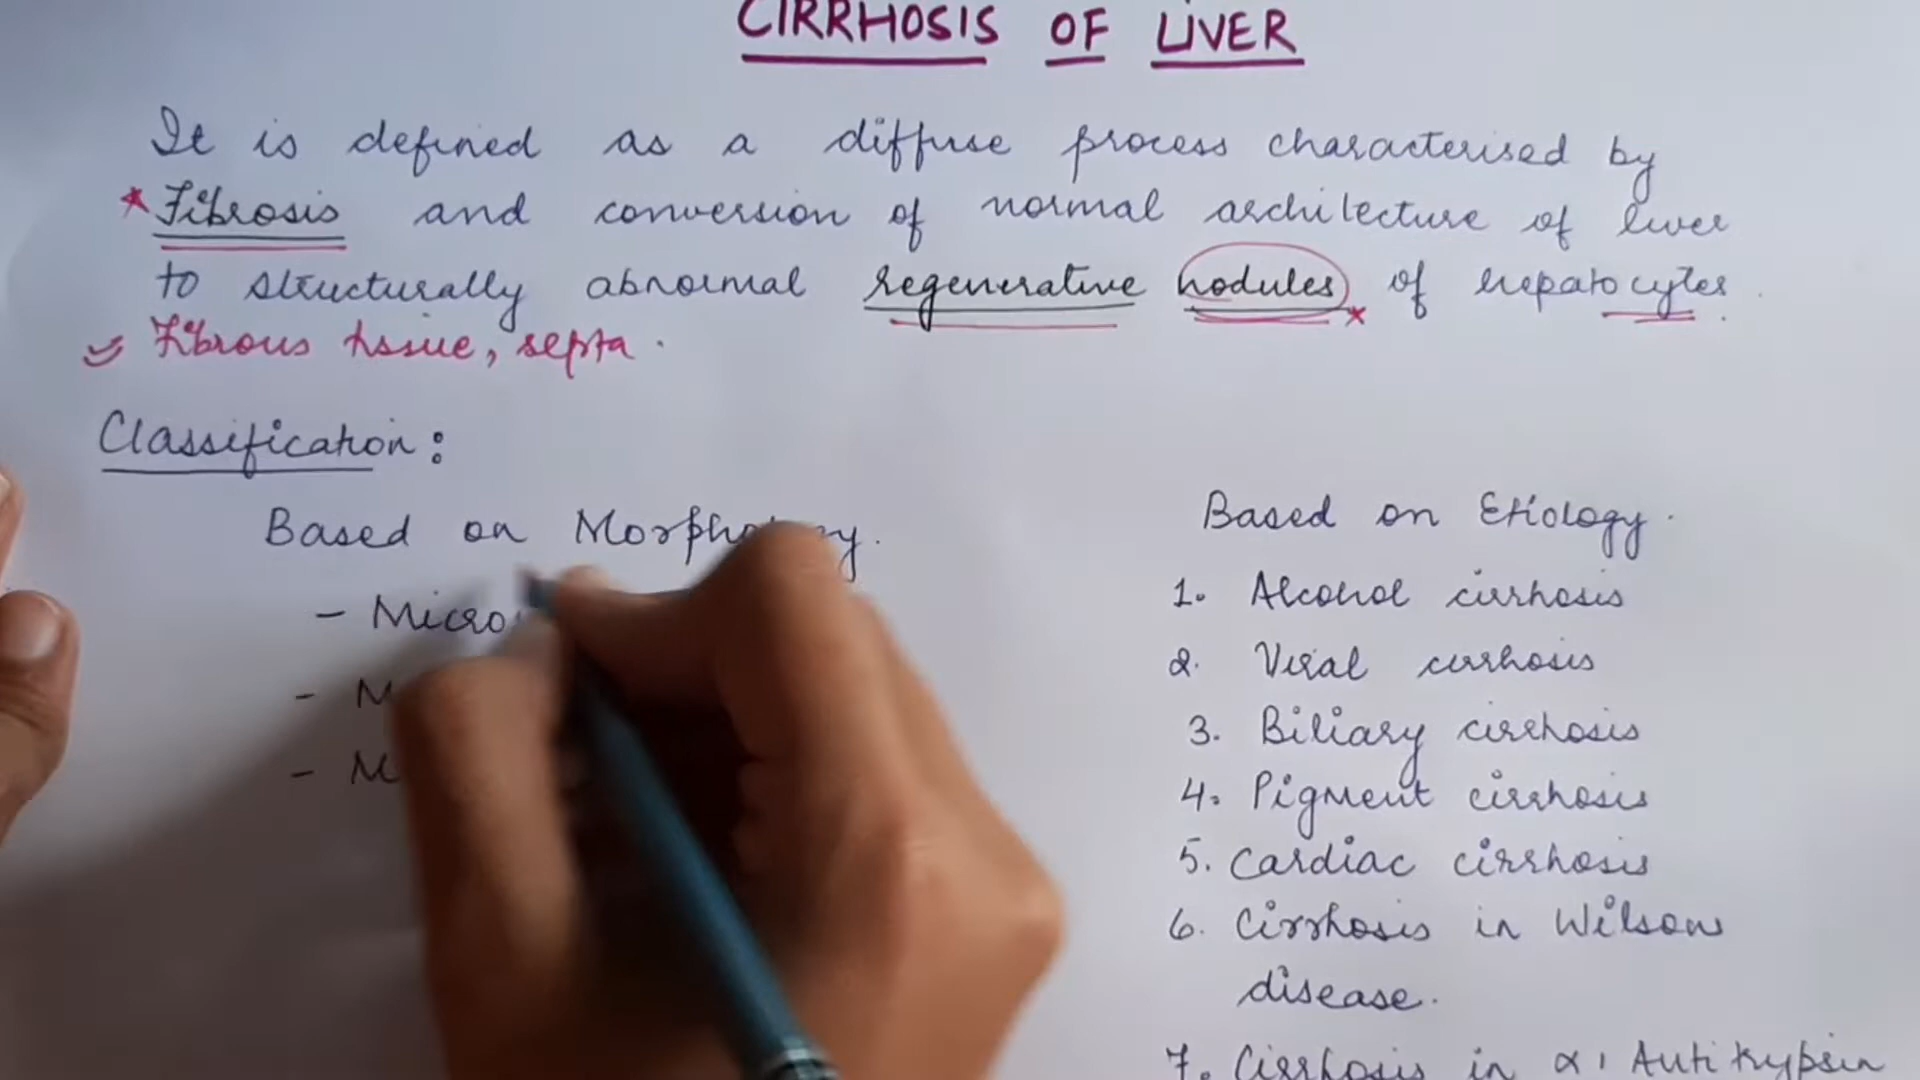 CIRRHOSIS OF LIVER
It is defined as a diffuse process characterised by
* Fibrosis and conversion of normal architecture of liver
to structurally abnormal regenerative nodules * of hepatocytes.
Fibrous tissue, septa.
Classification:
Based on Morphology.
- Micro
- M
- M
Based on Etiology.
1. Alcohol cirrhosis
2. Viral cirrhosis
3. Biliary cirrhosis
4. Pigment cirrhosis
5. Cardiac cirrhosis
6. Cirrhosis in Wilsons
disease.
7. Cirrhosis in α1 Antitrypsin